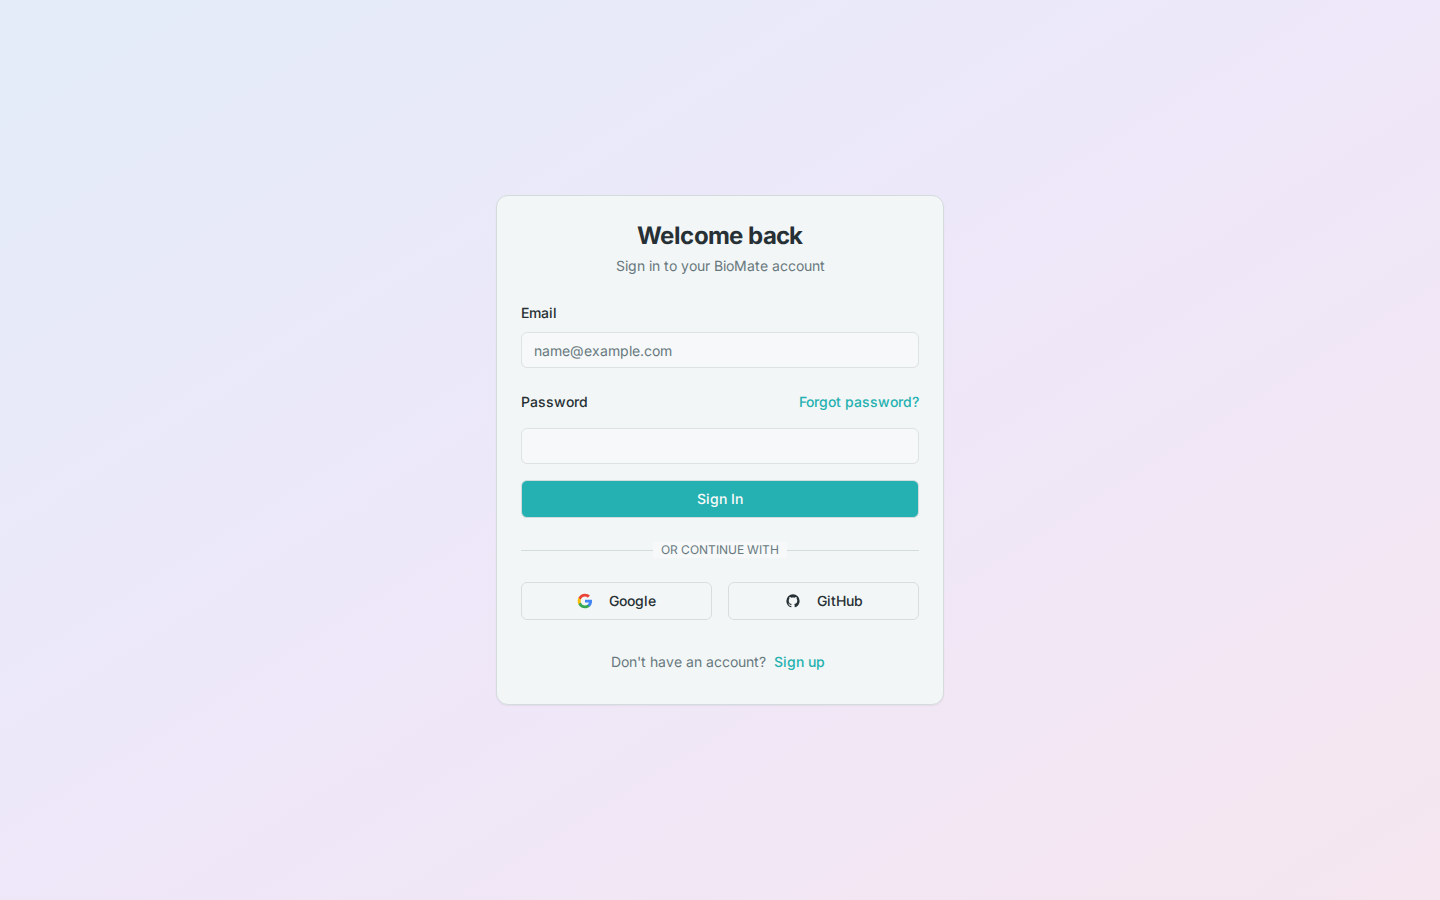 Welcome back
Sign in to your BioMate account
Email
name@example.com
Password Forgot password?
Sign In
OR CONTINUE WITH
Google GitHub
Don't have an account? Sign up